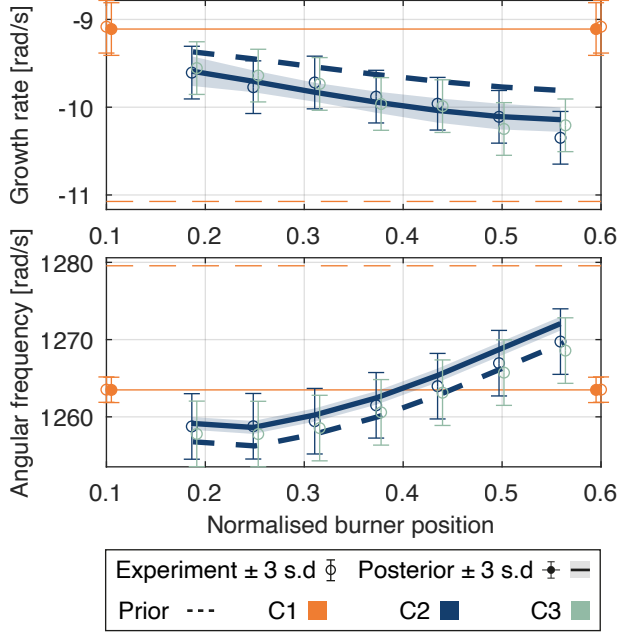 Growth rate [rad/s]
-9
-10
-11
0.1 0.2 0.3 0.4 0.5 0.6
Angular frequency [rad/s]
1280
1270
1260
0.1 0.2 0.3 0.4 0.5 0.6
Normalised burner position
Experiment ± 3 s.d Posterior ± 3 s.d
Prior C1 C2 C3